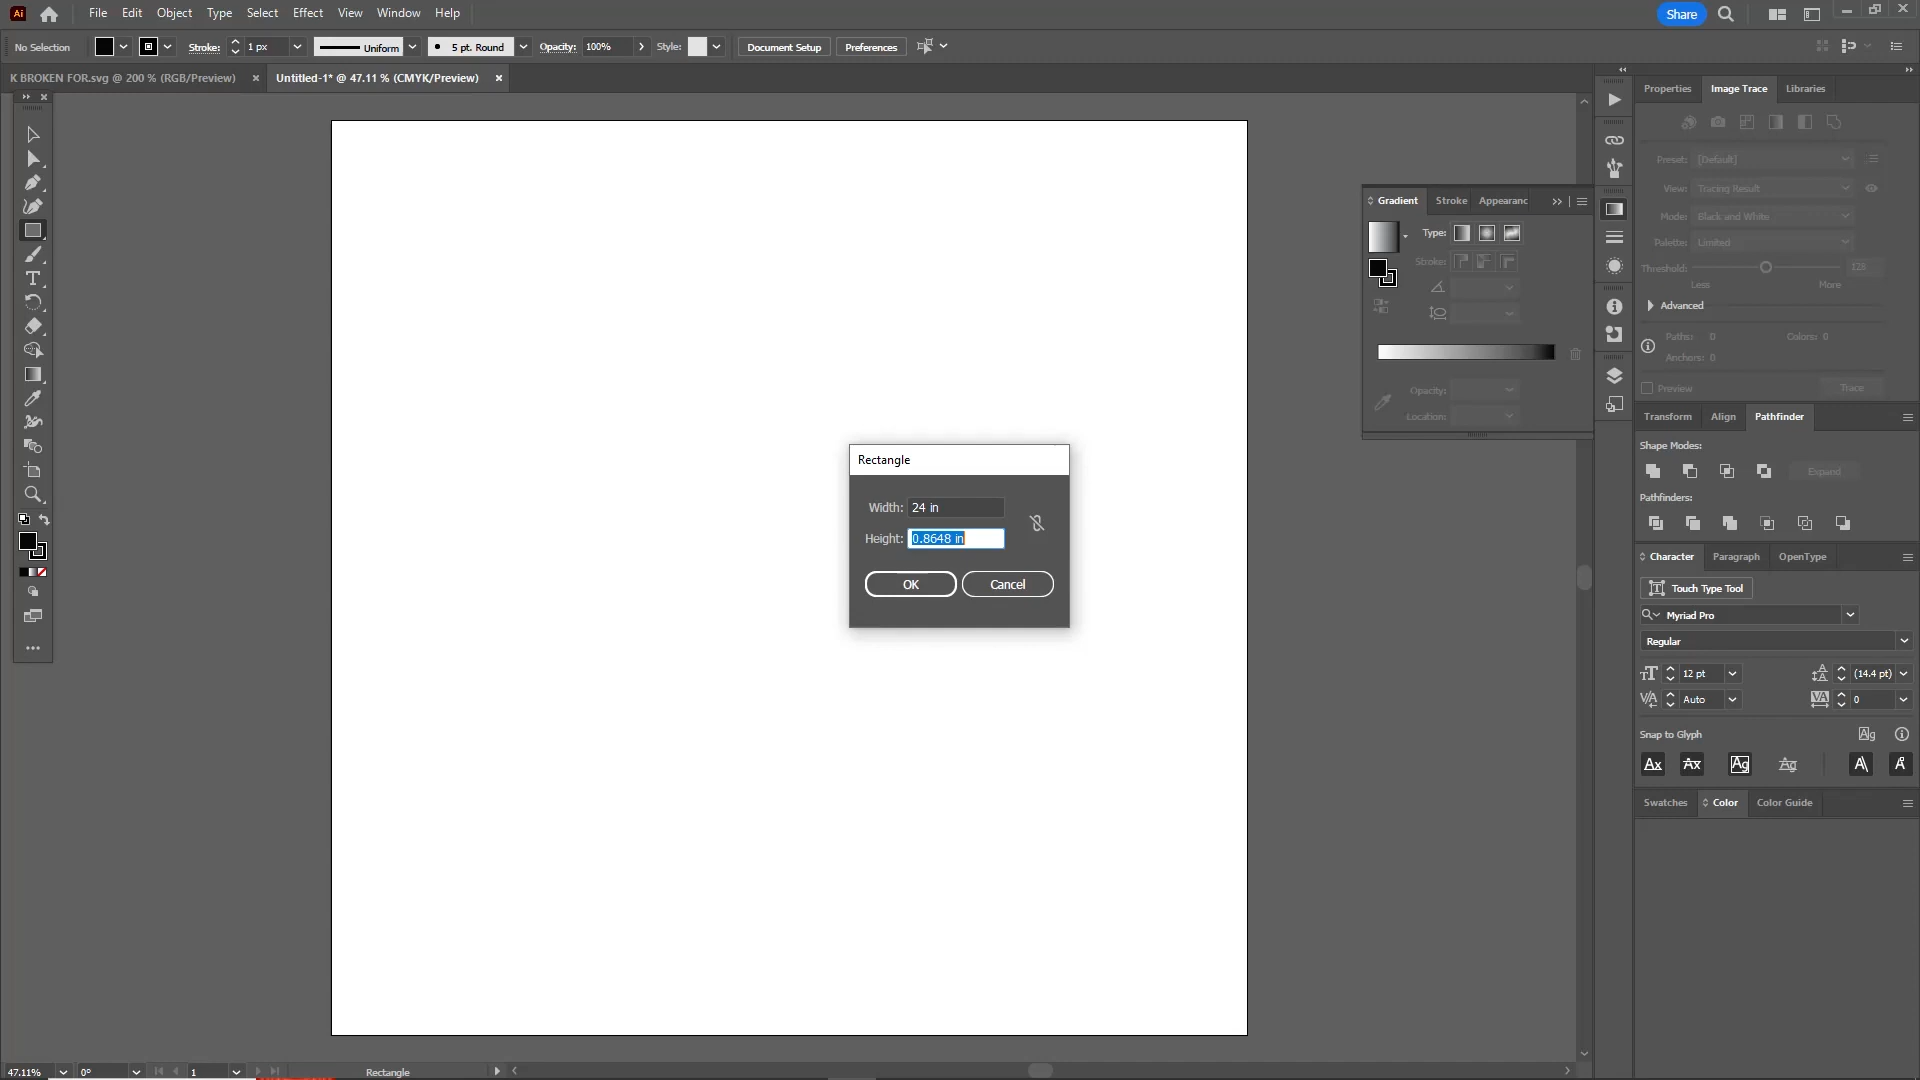 Ai File Edit Object Type Select Effect View Window Help Share
No Selection Stroke: 1 px Uniform 5 pt. Round Opacity: 100% Style: Document Setup Preferences
K BROKEN FOR.svg @ 200 % (RGB/Preview) × Untitled-1* @ 47.11 % (CMYK/Preview) ×
Properties Image Trace Libraries
Preset: [Default]
View: Tracing Result
Mode: Black and White
Palette: Limited
Threshold: 128
Less More
Advanced
Paths: 0 Colors: 0
Anchors: 0
Preview Trace
Gradient Stroke Appearanc
Type:
Stroke:
Opacity:
Location:
Transform Align Pathfinder
Shape Modes:
Expand
Pathfinders:
Rectangle
Width: 24 in
Height: 0.8648 in
OK Cancel
Character Paragraph OpenType
Touch Type Tool
Myriad Pro
Regular
12 pt (14.4 pt)
Auto 0
Snap to Glyph
Ax Ax Ag Ag A A
Swatches Color Color Guide
47.11% 0° 1 Rectangle